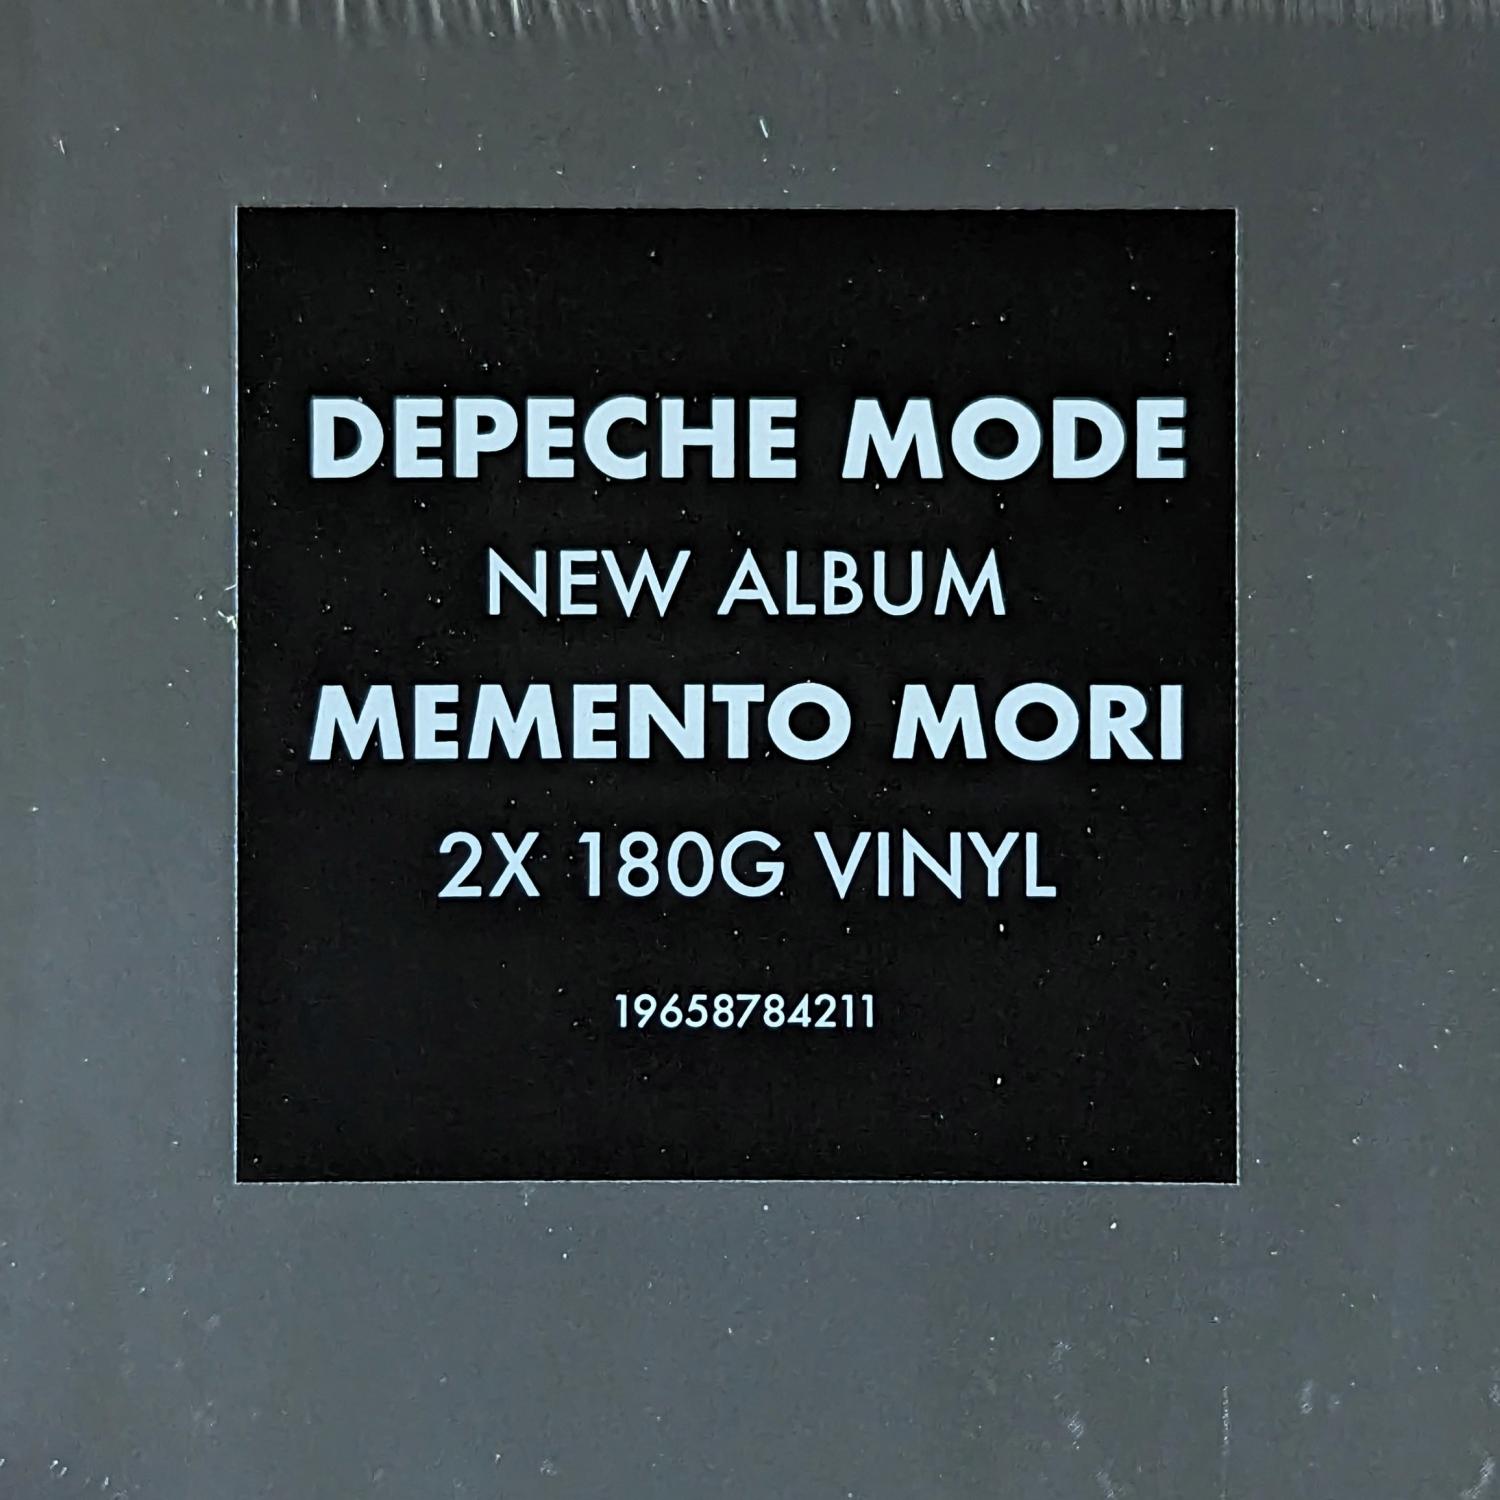 DEPECHE MODE
NEW ALBUM
MEMENTO MORI
2X 180G VINYL
19658784211